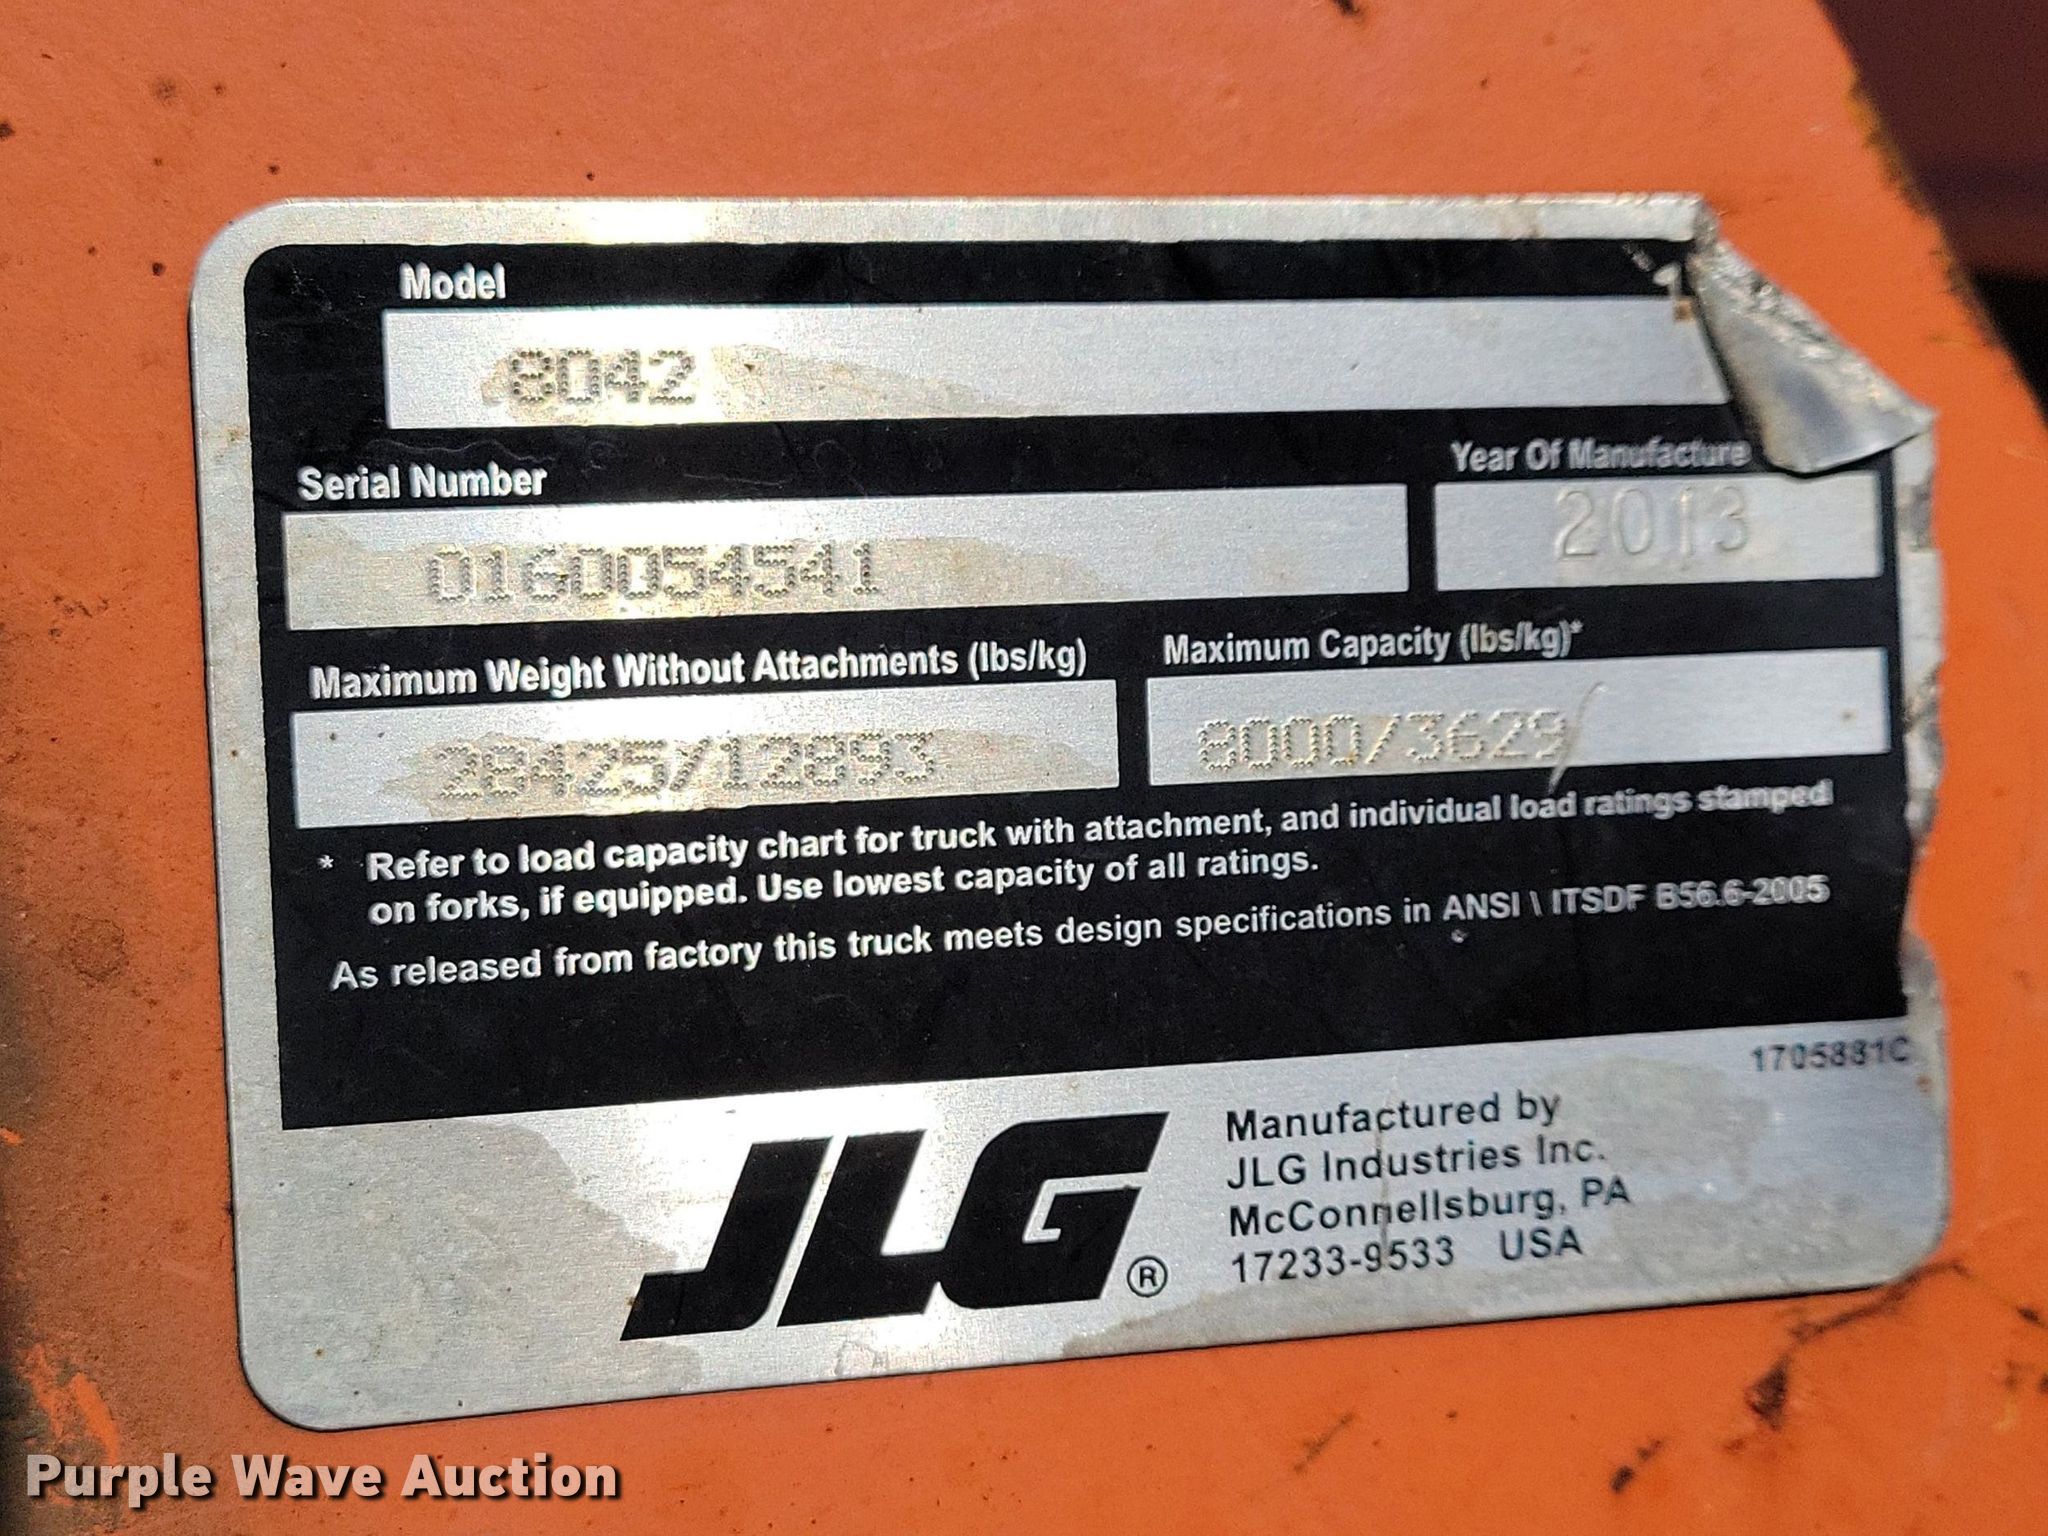 Model
8042
Serial Number
Year Of Manufacture
0160054541
2013
Maximum Weight Without Attachments (lbs/kg)
Maximum Capacity (lbs/kg)*
28425/12893
8000/3629
* Refer to load capacity chart for truck with attachment, and individual load ratings stamped
on forks, if equipped. Use lowest capacity of all ratings.
As released from factory this truck meets design specifications in ANSI \ ITSDF B56.6-2005
1705881C
JLG®
Manufactured by
JLG Industries Inc.
McConnellsburg, PA
17233-9533 USA
Purple Wave Auction